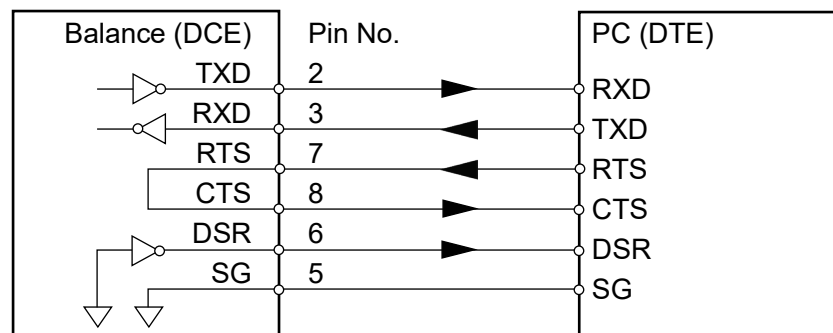 Balance (DCE) Pin No. PC (DTE)
TXD 2 RXD
RXD 3 TXD
RTS 7 RTS
CTS 8 CTS
DSR 6 DSR
SG 5 SG